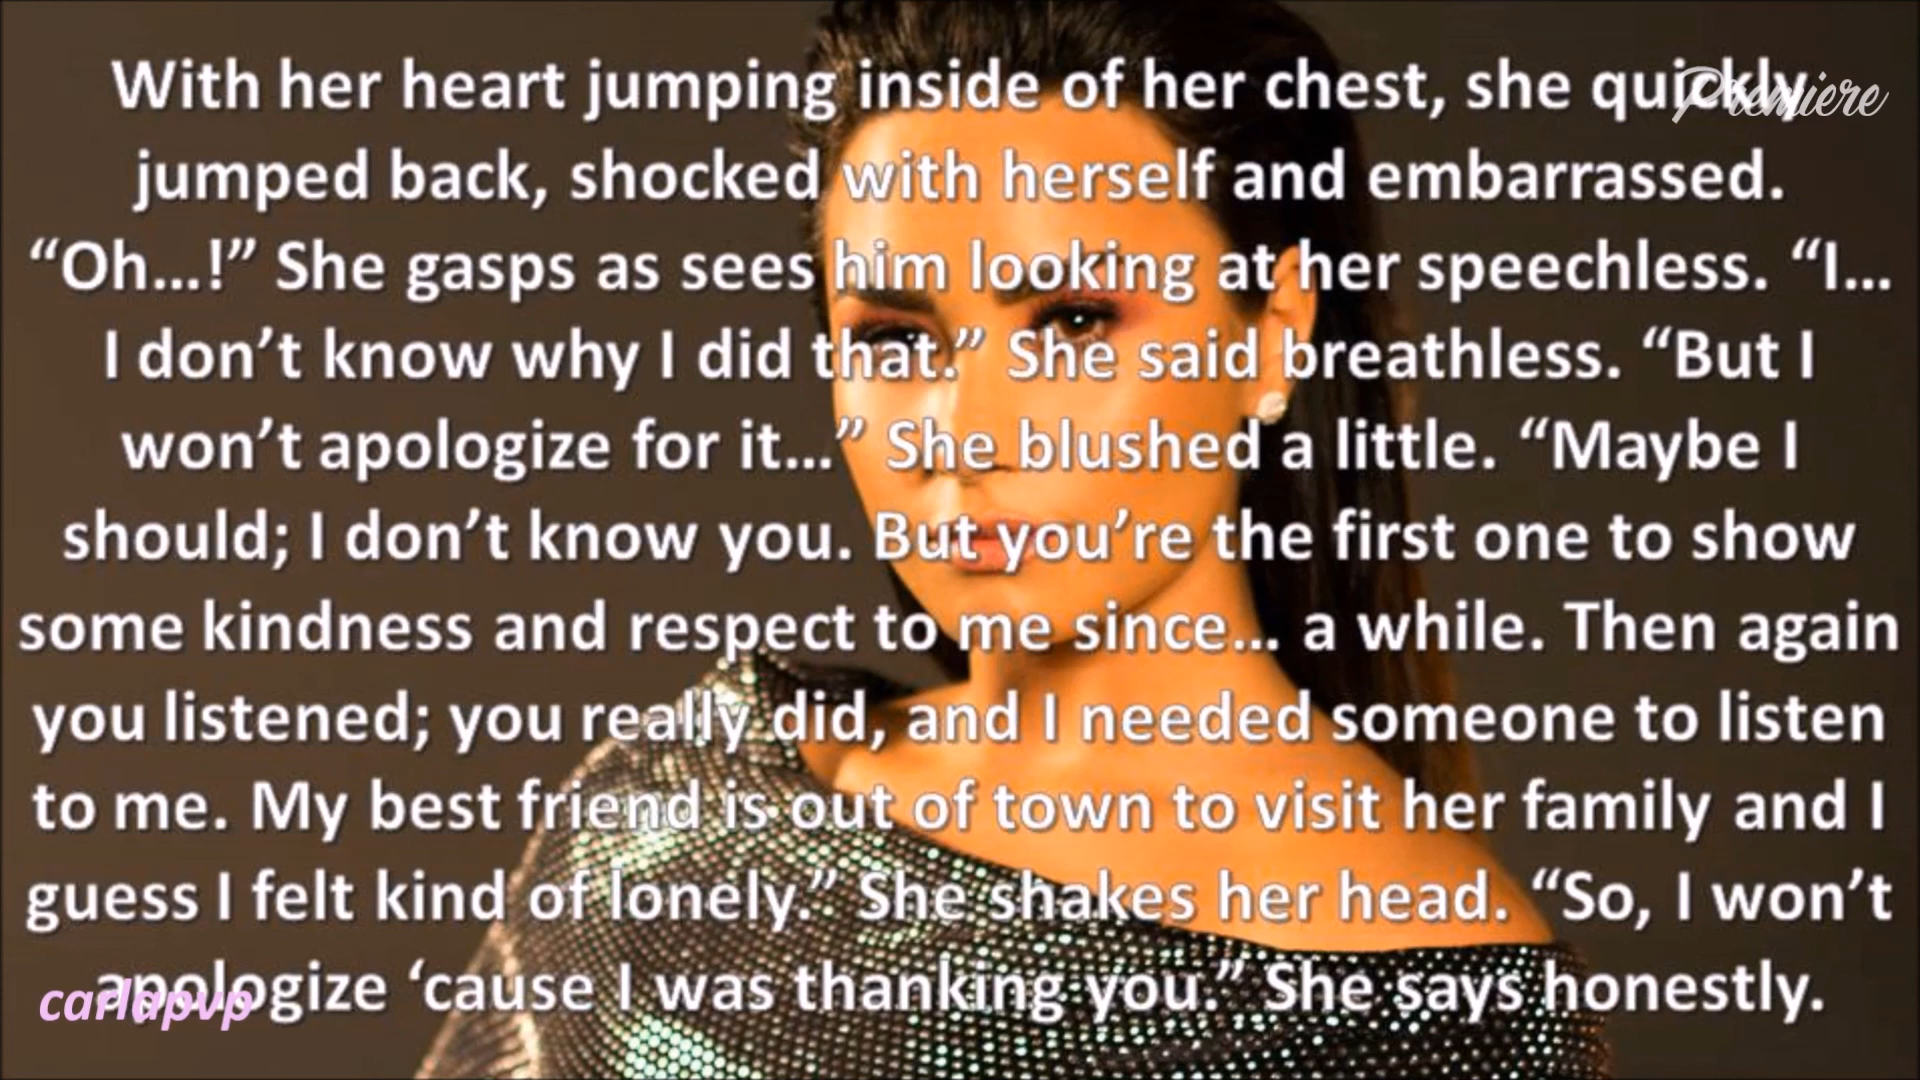 With her heart jumping inside of her chest, she quickly
Premiere
jumped back, shocked with herself and embarrassed.
“Oh…!” She gasps as sees him looking at her speechless. “I…
I don’t know why I did that.” She said breathless. “But I
won’t apologize for it…” She blushed a little. “Maybe I
should; I don’t know you. But you’re the first one to show
some kindness and respect to me since… a while. Then again
you listened; you really did, and I needed someone to listen
to me. My best friend is out of town to visit her family and I
guess I felt kind of lonely.” She shakes her head. “So, I won’t
apologize ‘cause I was thanking you.” She says honestly.
carlapvp